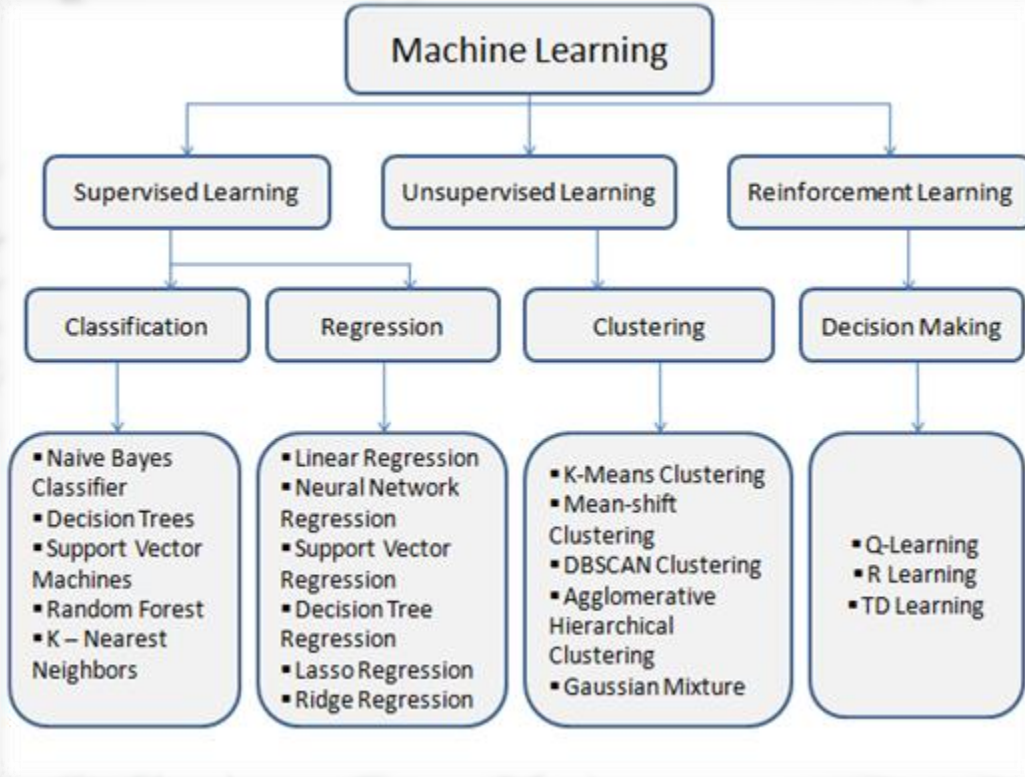 Machine Learning
Supervised Learning
Unsupervised Learning
Reinforcement Learning
Classification
Regression
Clustering
Decision Making
▪ Naive Bayes
Classifier
▪ Decision Trees
▪ Support Vector
Machines
▪ Random Forest
▪ K – Nearest
Neighbors
▪ Linear Regression
▪ Neural Network
Regression
▪ Support Vector
Regression
▪ Decision Tree
Regression
▪ Lasso Regression
▪ Ridge Regression
▪ K-Means Clustering
▪ Mean-shift
Clustering
▪ DBSCAN Clustering
▪ Agglomerative
Hierarchical
Clustering
▪ Gaussian Mixture
▪ Q-Learning
▪ R Learning
▪ TD Learning